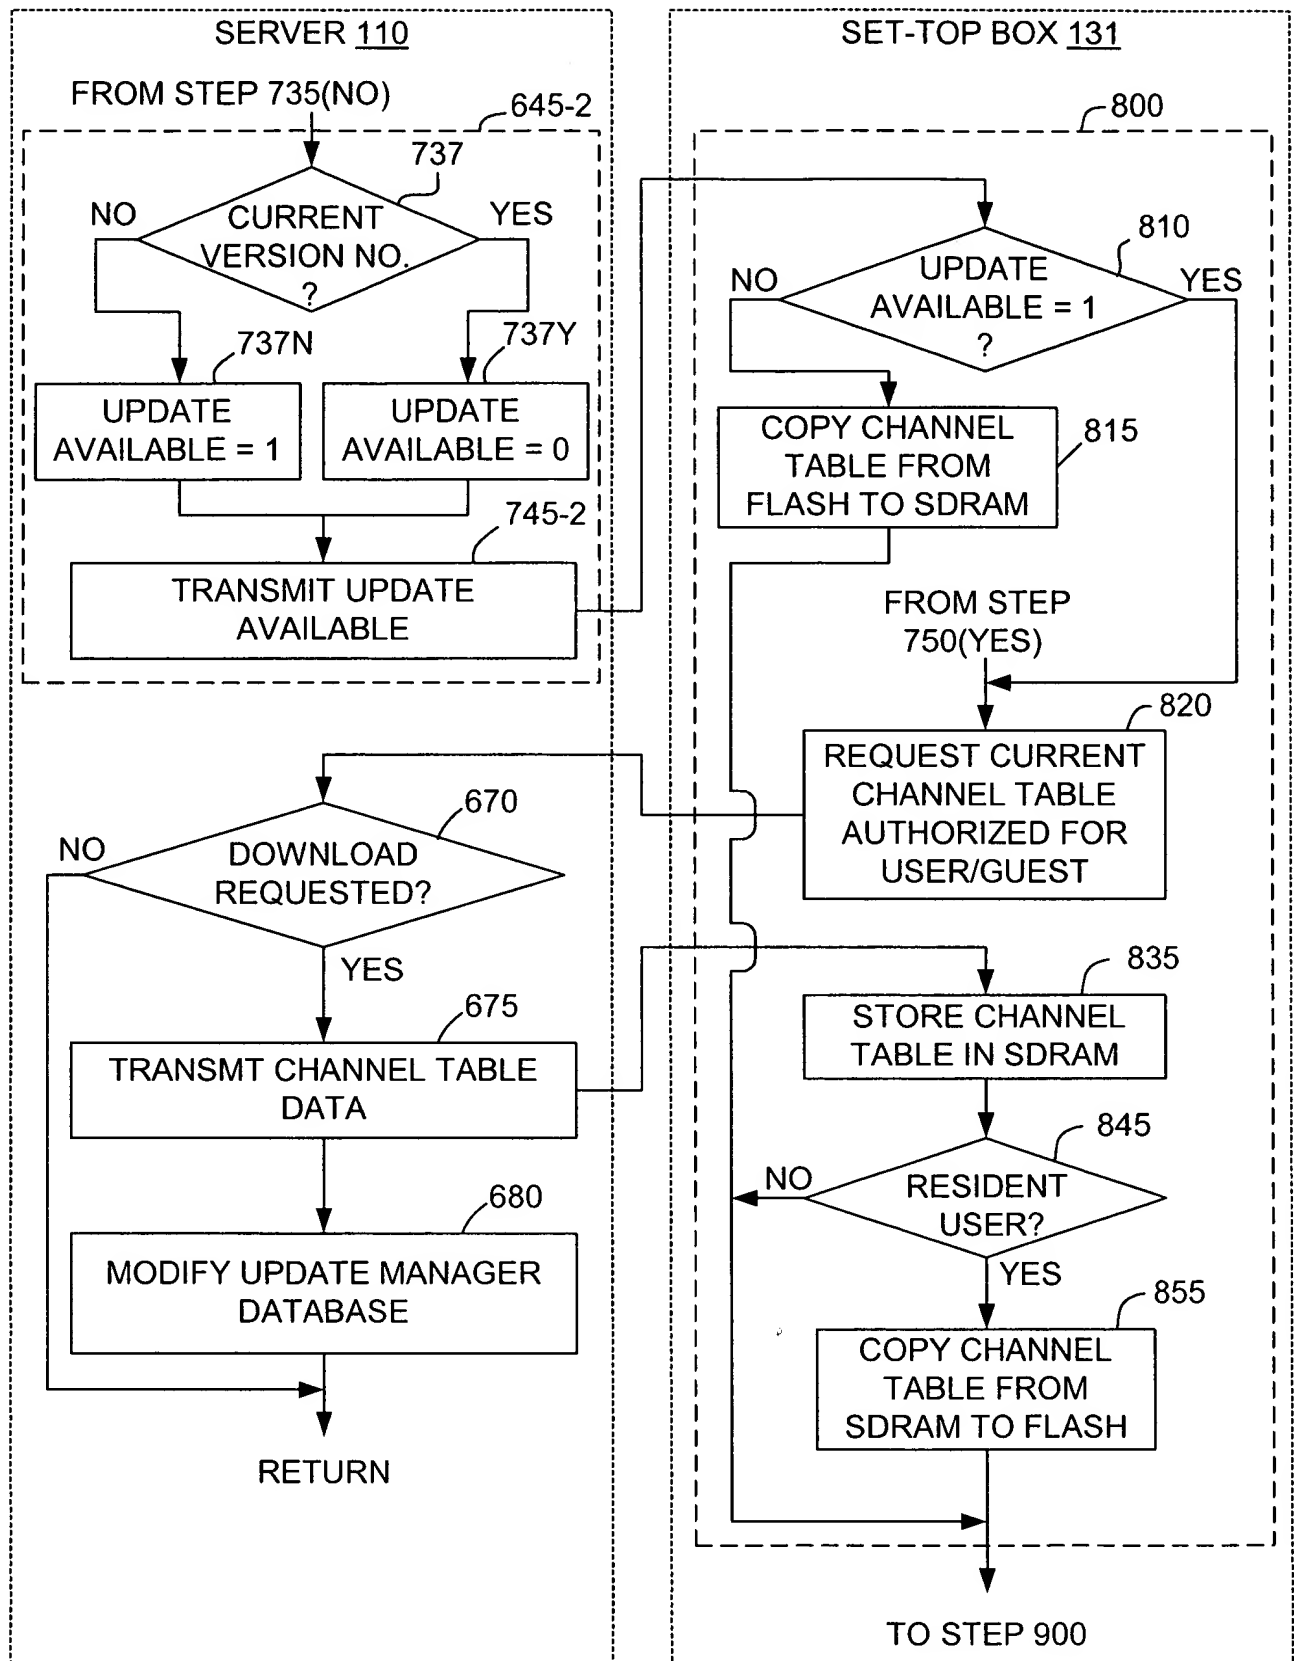 SERVER 110
FROM STEP 735(NO)
645-2
737
NO
YES
CURRENT
VERSION NO.
?
737N
737Y
UPDATE
AVAILABLE = 1
UPDATE
AVAILABLE = 0
745-2
TRANSMIT UPDATE
AVAILABLE
670
NO
DOWNLOAD
REQUESTED?
YES
675
TRANSMT CHANNEL TABLE
DATA
680
MODIFY UPDATE MANAGER
DATABASE
RETURN
SET-TOP BOX 131
800
810
NO
YES
UPDATE
AVAILABLE = 1
?
815
COPY CHANNEL
TABLE FROM
FLASH TO SDRAM
FROM STEP
750(YES)
820
REQUEST CURRENT
CHANNEL TABLE
AUTHORIZED FOR
USER/GUEST
835
STORE CHANNEL
TABLE IN SDRAM
845
NO
RESIDENT
USER?
YES
855
COPY CHANNEL
TABLE FROM
SDRAM TO FLASH
TO STEP 900